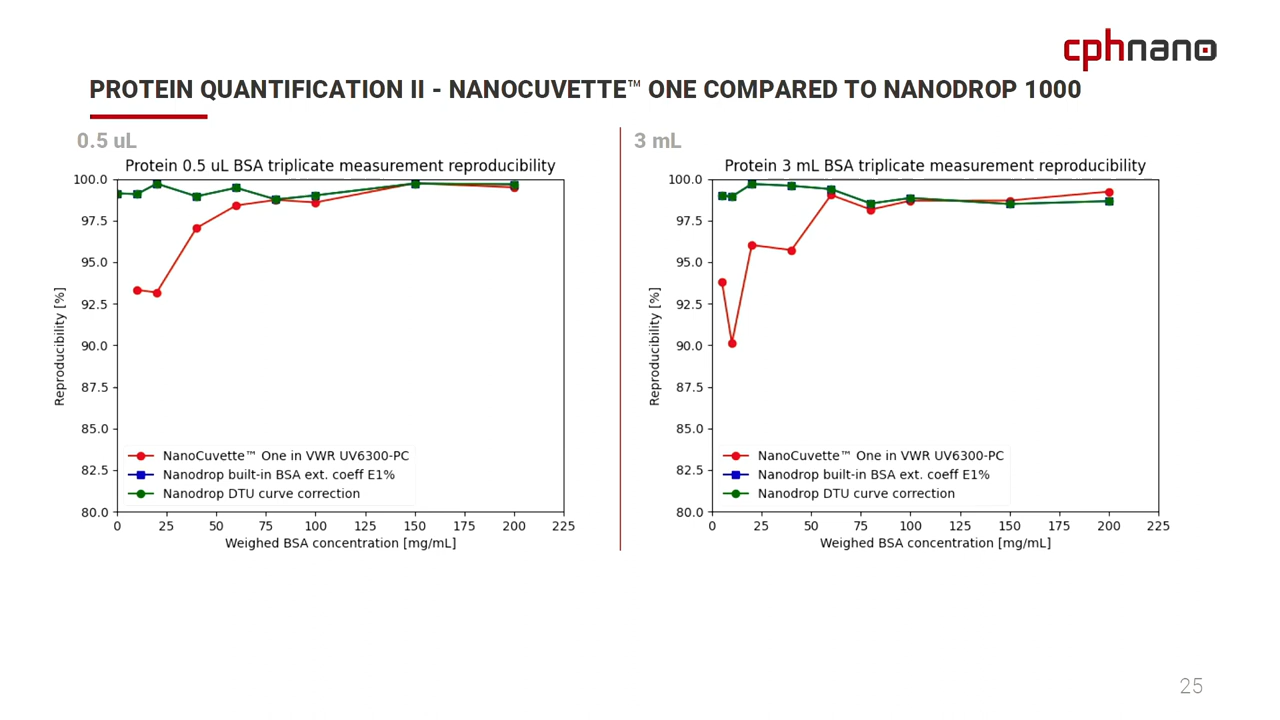 cphnano
PROTEIN QUANTIFICATION II - NANOCUVETTE™ ONE COMPARED TO NANODROP 1000
0.5 uL
Protein 0.5 uL BSA triplicate measurement reproducibility
100.0
97.5
95.0
92.5
90.0
87.5
85.0
82.5
80.0
Reproducibility [%]
NanoCuvette™ One in VWR UV6300-PC
Nanodrop built-in BSA ext. coeff E1%
Nanodrop DTU curve correction
0 25 50 75 100 125 150 175 200 225
Weighed BSA concentration [mg/mL]
3 mL
Protein 3 mL BSA triplicate measurement reproducibility
100.0
97.5
95.0
92.5
90.0
87.5
85.0
82.5
80.0
Reproducibility [%]
NanoCuvette™ One in VWR UV6300-PC
Nanodrop built-in BSA ext. coeff E1%
Nanodrop DTU curve correction
0 25 50 75 100 125 150 175 200 225
Weighed BSA concentration [mg/mL]
25